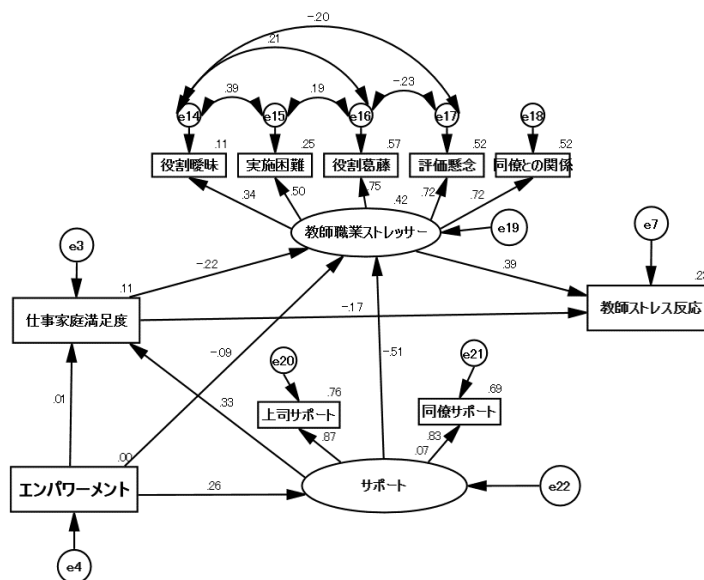 -.20
.21
.39
.19
-.23
e14
e15
e16
e17
e18
.11
.25
.57
.52
.52
役割曖昧
実施困難
役割葛藤
評価懸念
同僚との関係
.34
.50
.75
.72
.72
.42
教師職業ストレッサー
e19
e3
e7
.11
-.22
.39
.23
仕事家庭満足度
-.17
教師ストレス反応
-.09
-.51
e20
e21
.76
.69
上司サポート
同僚サポート
.01
.33
.87
.83
.07
.00
エンパワーメント
.26
サポート
e22
e4